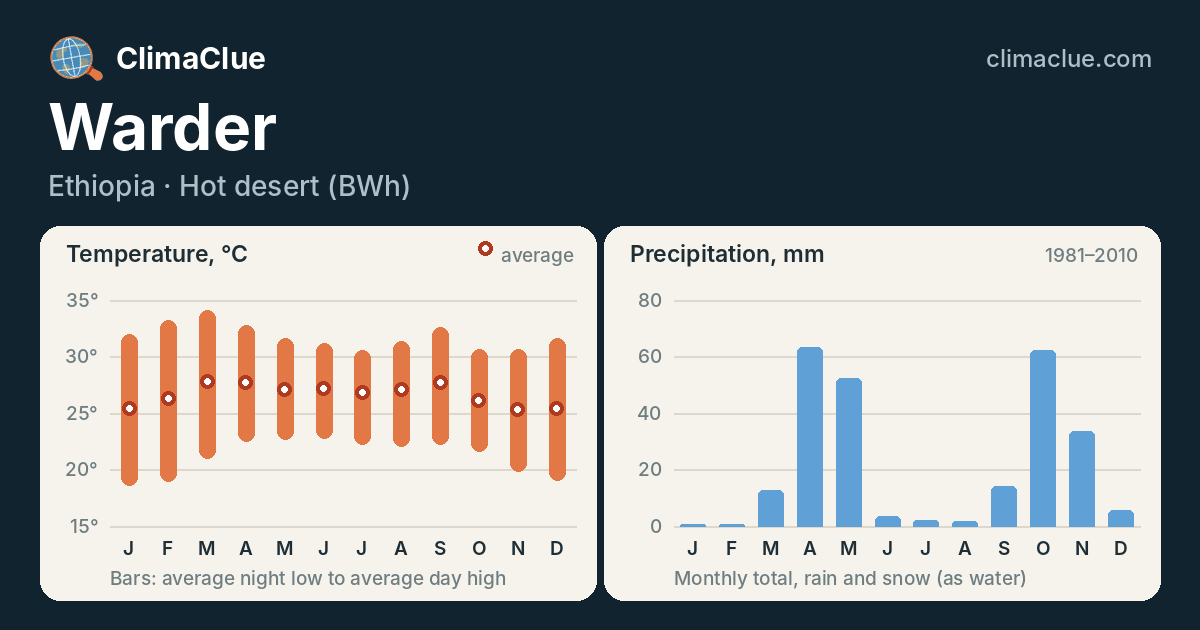 ClimaClue
climaclue.com
Warder
Ethiopia · Hot desert (BWh)
Temperature, °C
average
35°
30°
25°
20°
15°
J F M A M J J A S O N D
Bars: average night low to average day high
Precipitation, mm
1981–2010
80
60
40
20
0
J F M A M J J A S O N D
Monthly total, rain and snow (as water)